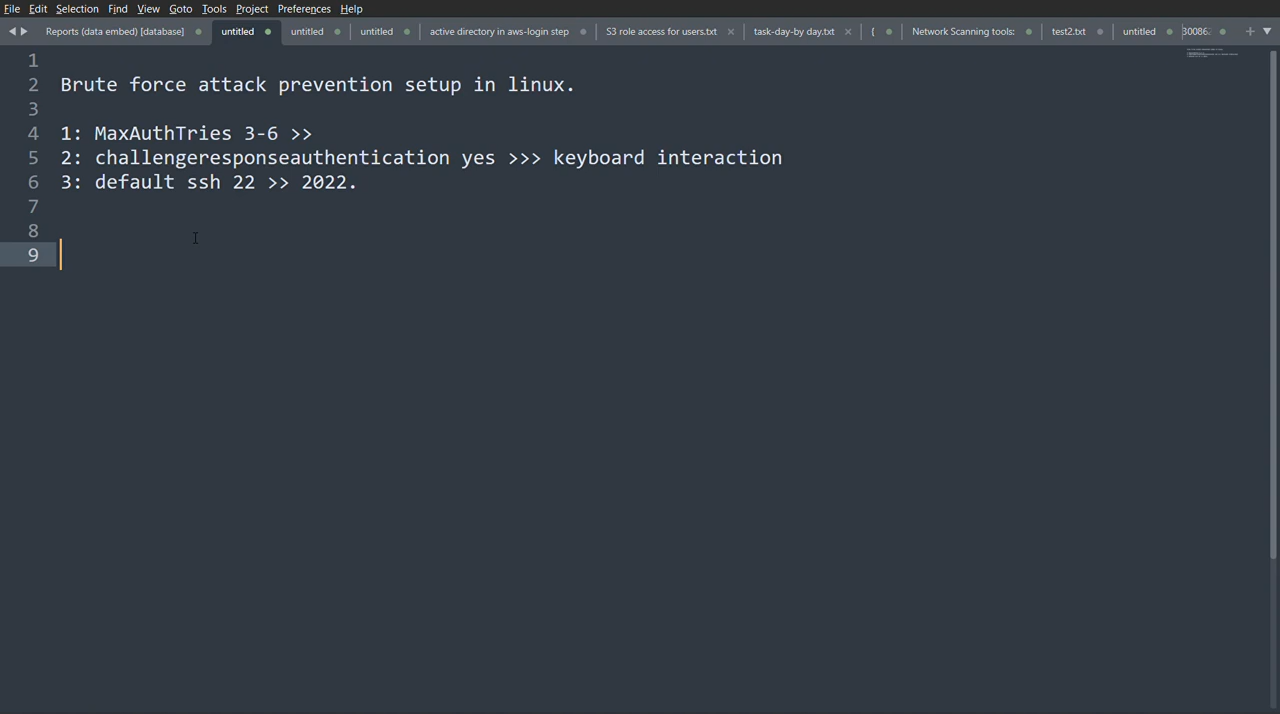 File Edit Selection Find View Goto Tools Project Preferences Help
Reports (data embed) [database] untitled untitled untitled active directory in aws-login step S3 role access for users.txt task-day-by day.txt { Network Scanning tools: test2.txt untitled
1
2 Brute force attack prevention setup in linux.
3
4 1: MaxAuthTries 3-6 >>
5 2: challengeresponseauthentication yes >>> keyboard interaction
6 3: default ssh 22 >> 2022.
7
8
9